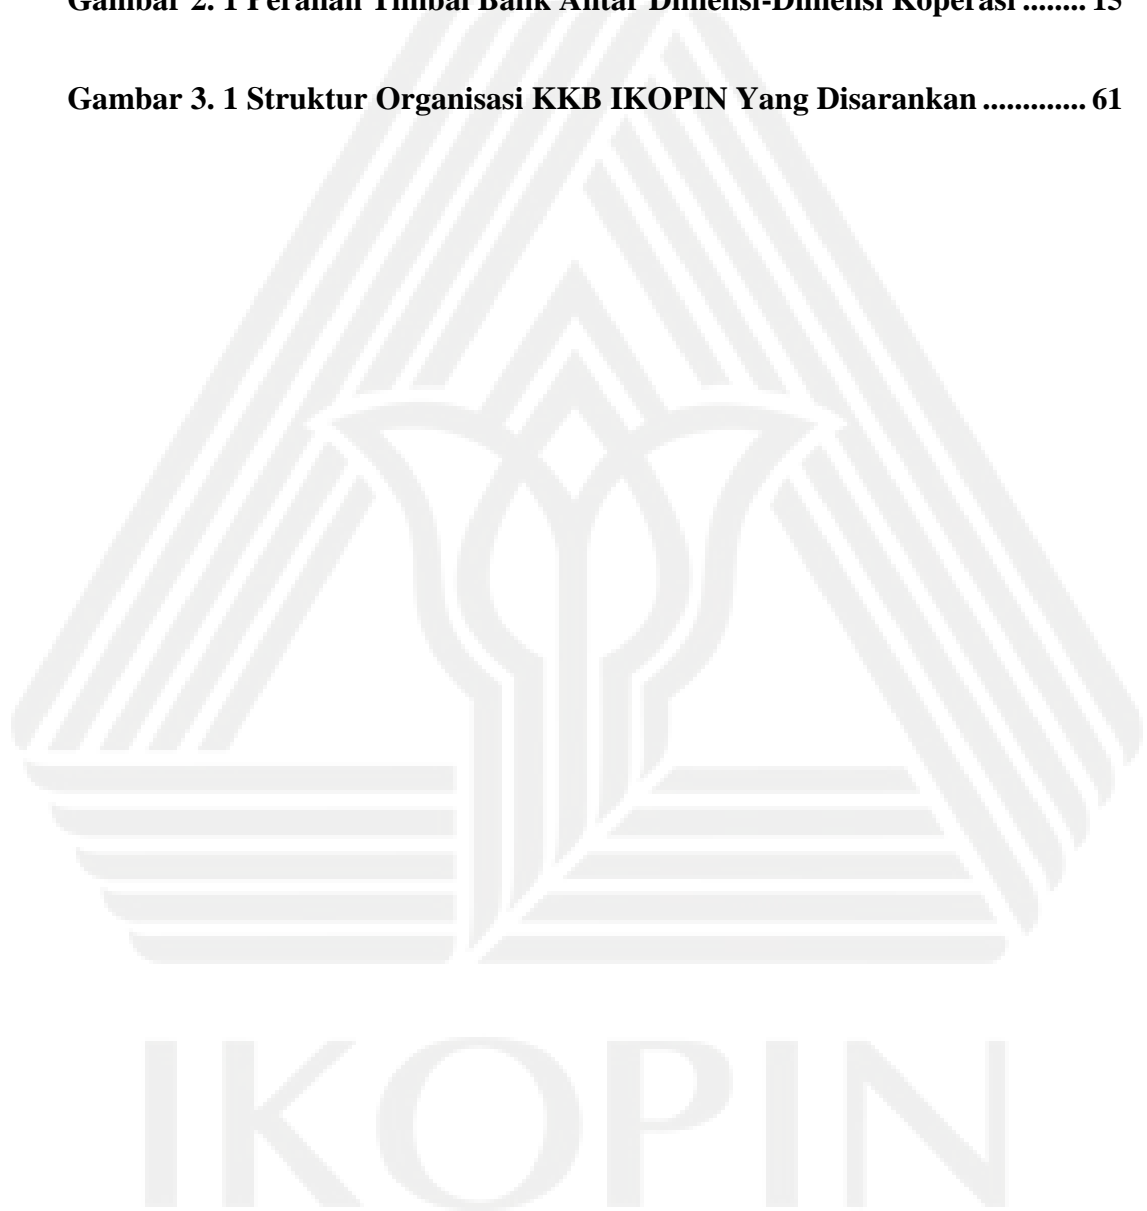 Gambar 2. 1 Peranan Timbal Balik Antar Dimensi-Dimensi Koperasi ........ 15
Gambar 3. 1 Struktur Organisasi KKB IKOPIN Yang Disarankan ............. 61
IKOPIN